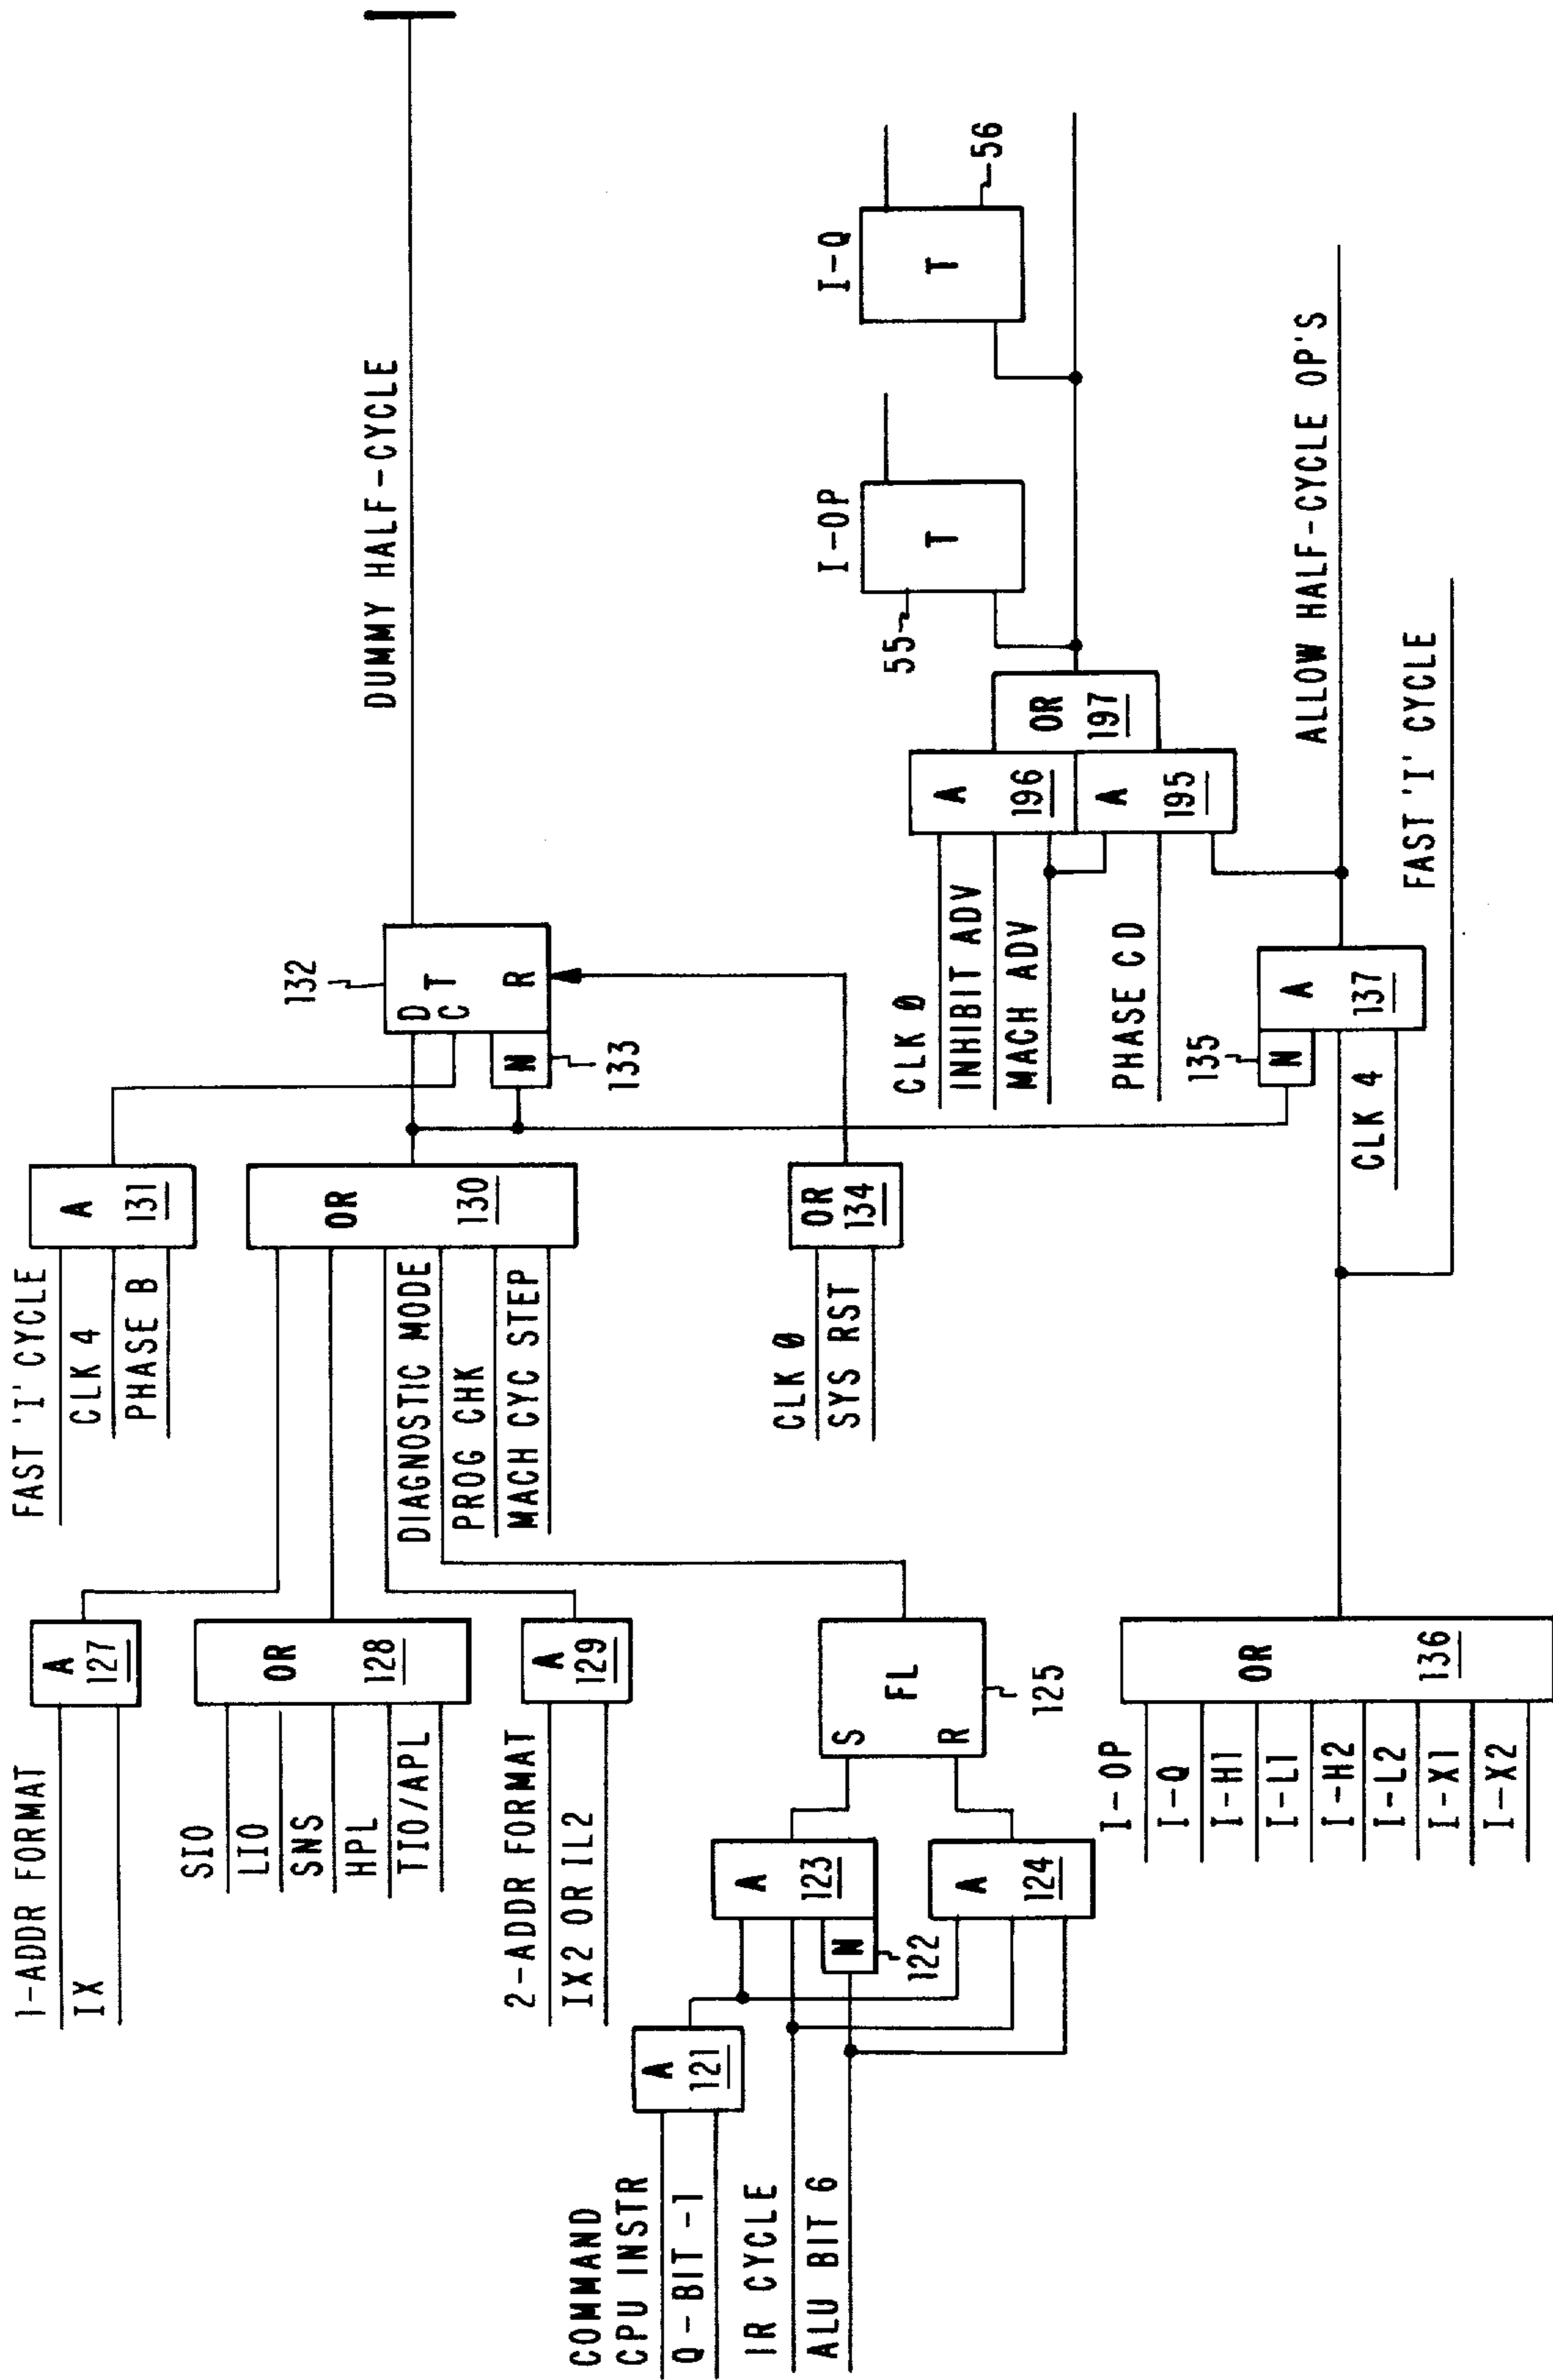 1-ADDR FORMAT
IX
A
127
SIO
LIO
SNS
HPL
TIO/APL
OR
128
2-ADDR FORMAT
IX2 OR IL2
A
129
COMMAND
CPU INSTR
Q-BIT-1
A
121
IR CYCLE
ALU BIT 6
A
123
N
122
A
124
S
FL
R
125
I-OP
I-Q
I-H1
I-L1
I-H2
I-L2
I-X1
I-X2
OR
136
FAST 'I' CYCLE
CLK 4
PHASE B
A
131
DIAGNOSTIC MODE
PROG CHK
MACH CYC STEP
OR
130
CLK 0
SYS RST
OR
134
132
D
C
T
R
N
133
DUMMY HALF-CYCLE
CLK 0
INHIBIT ADV
MACH ADV
PHASE CD
A
196
A
195
OR
197
135
N
A
137
CLK 4
I-OP
T
55
I-Q
T
56
ALLOW HALF-CYCLE OP'S
FAST 'I' CYCLE